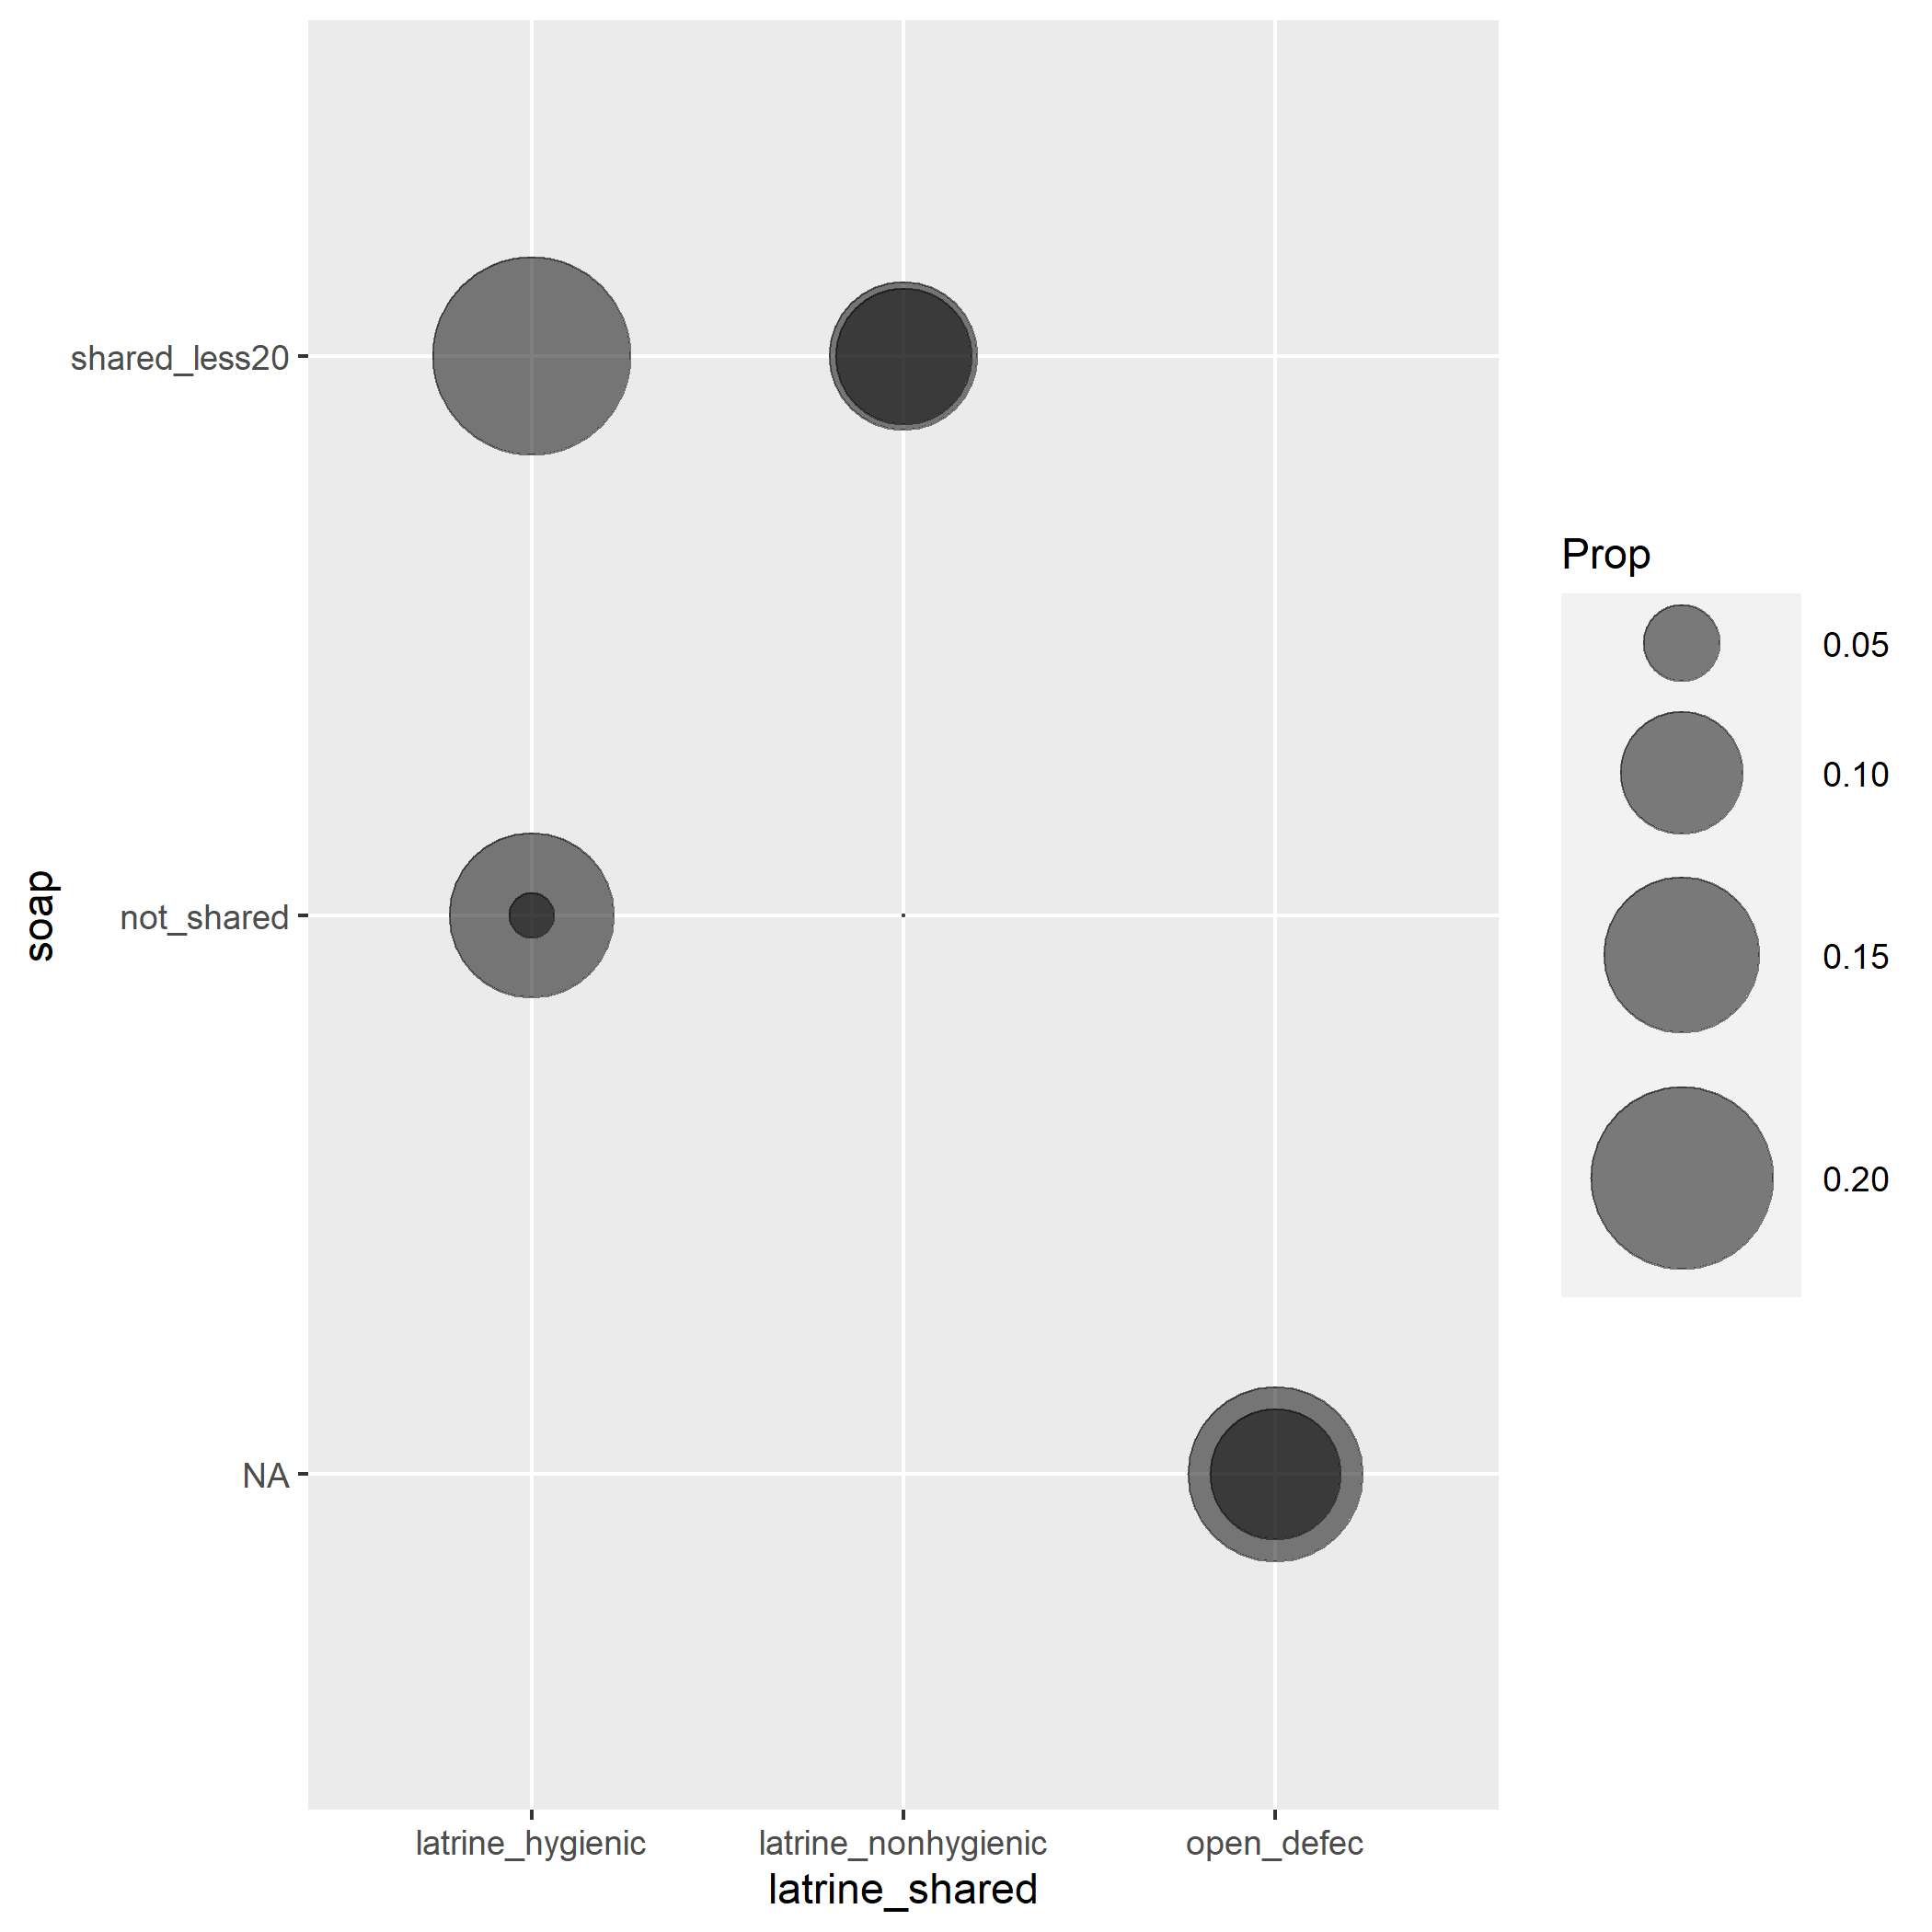 soap
shared_less20
not_shared
NA
latrine_hygienic
latrine_nonhygienic
open_defec
latrine_shared
Prop
0.05
0.10
0.15
0.20